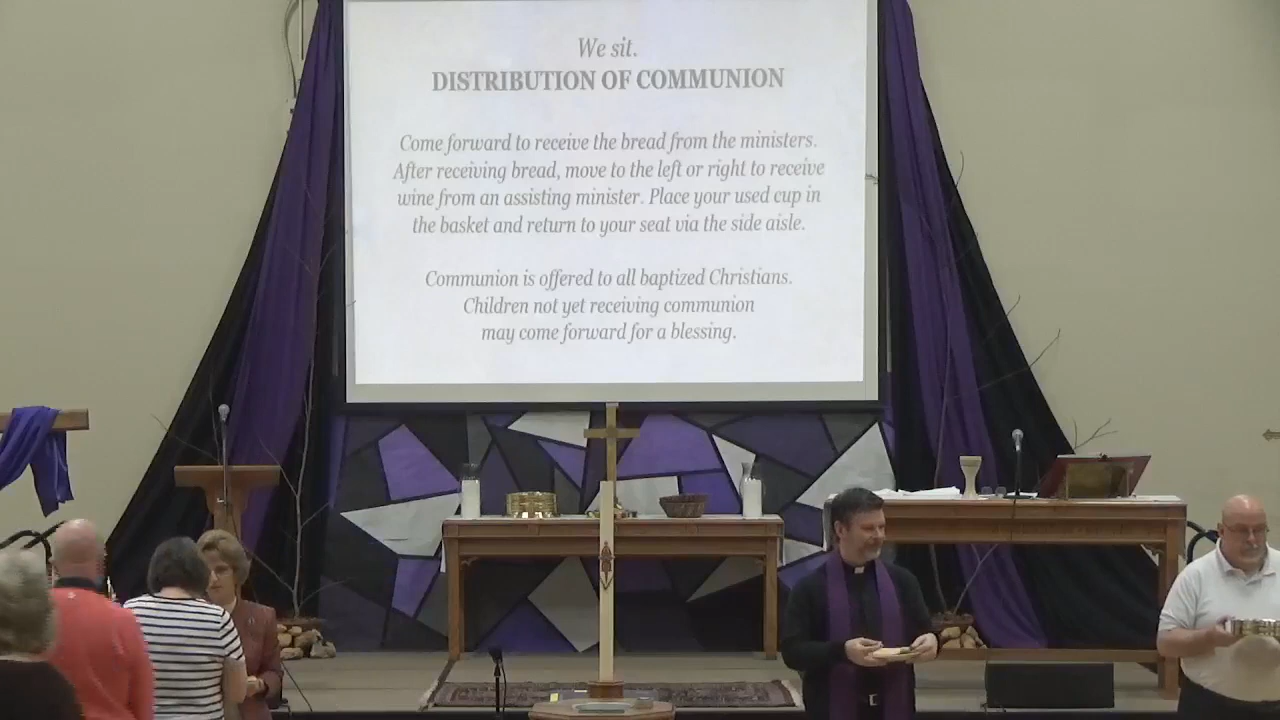 We sit.
DISTRIBUTION OF COMMUNION
Come forward to receive the bread from the ministers.
After receiving bread, move to the left or right to receive
wine from an assisting minister. Place your used cup in
the basket and return to your seat via the side aisle.
Communion is offered to all baptized Christians.
Children not yet receiving communion
may come forward for a blessing.